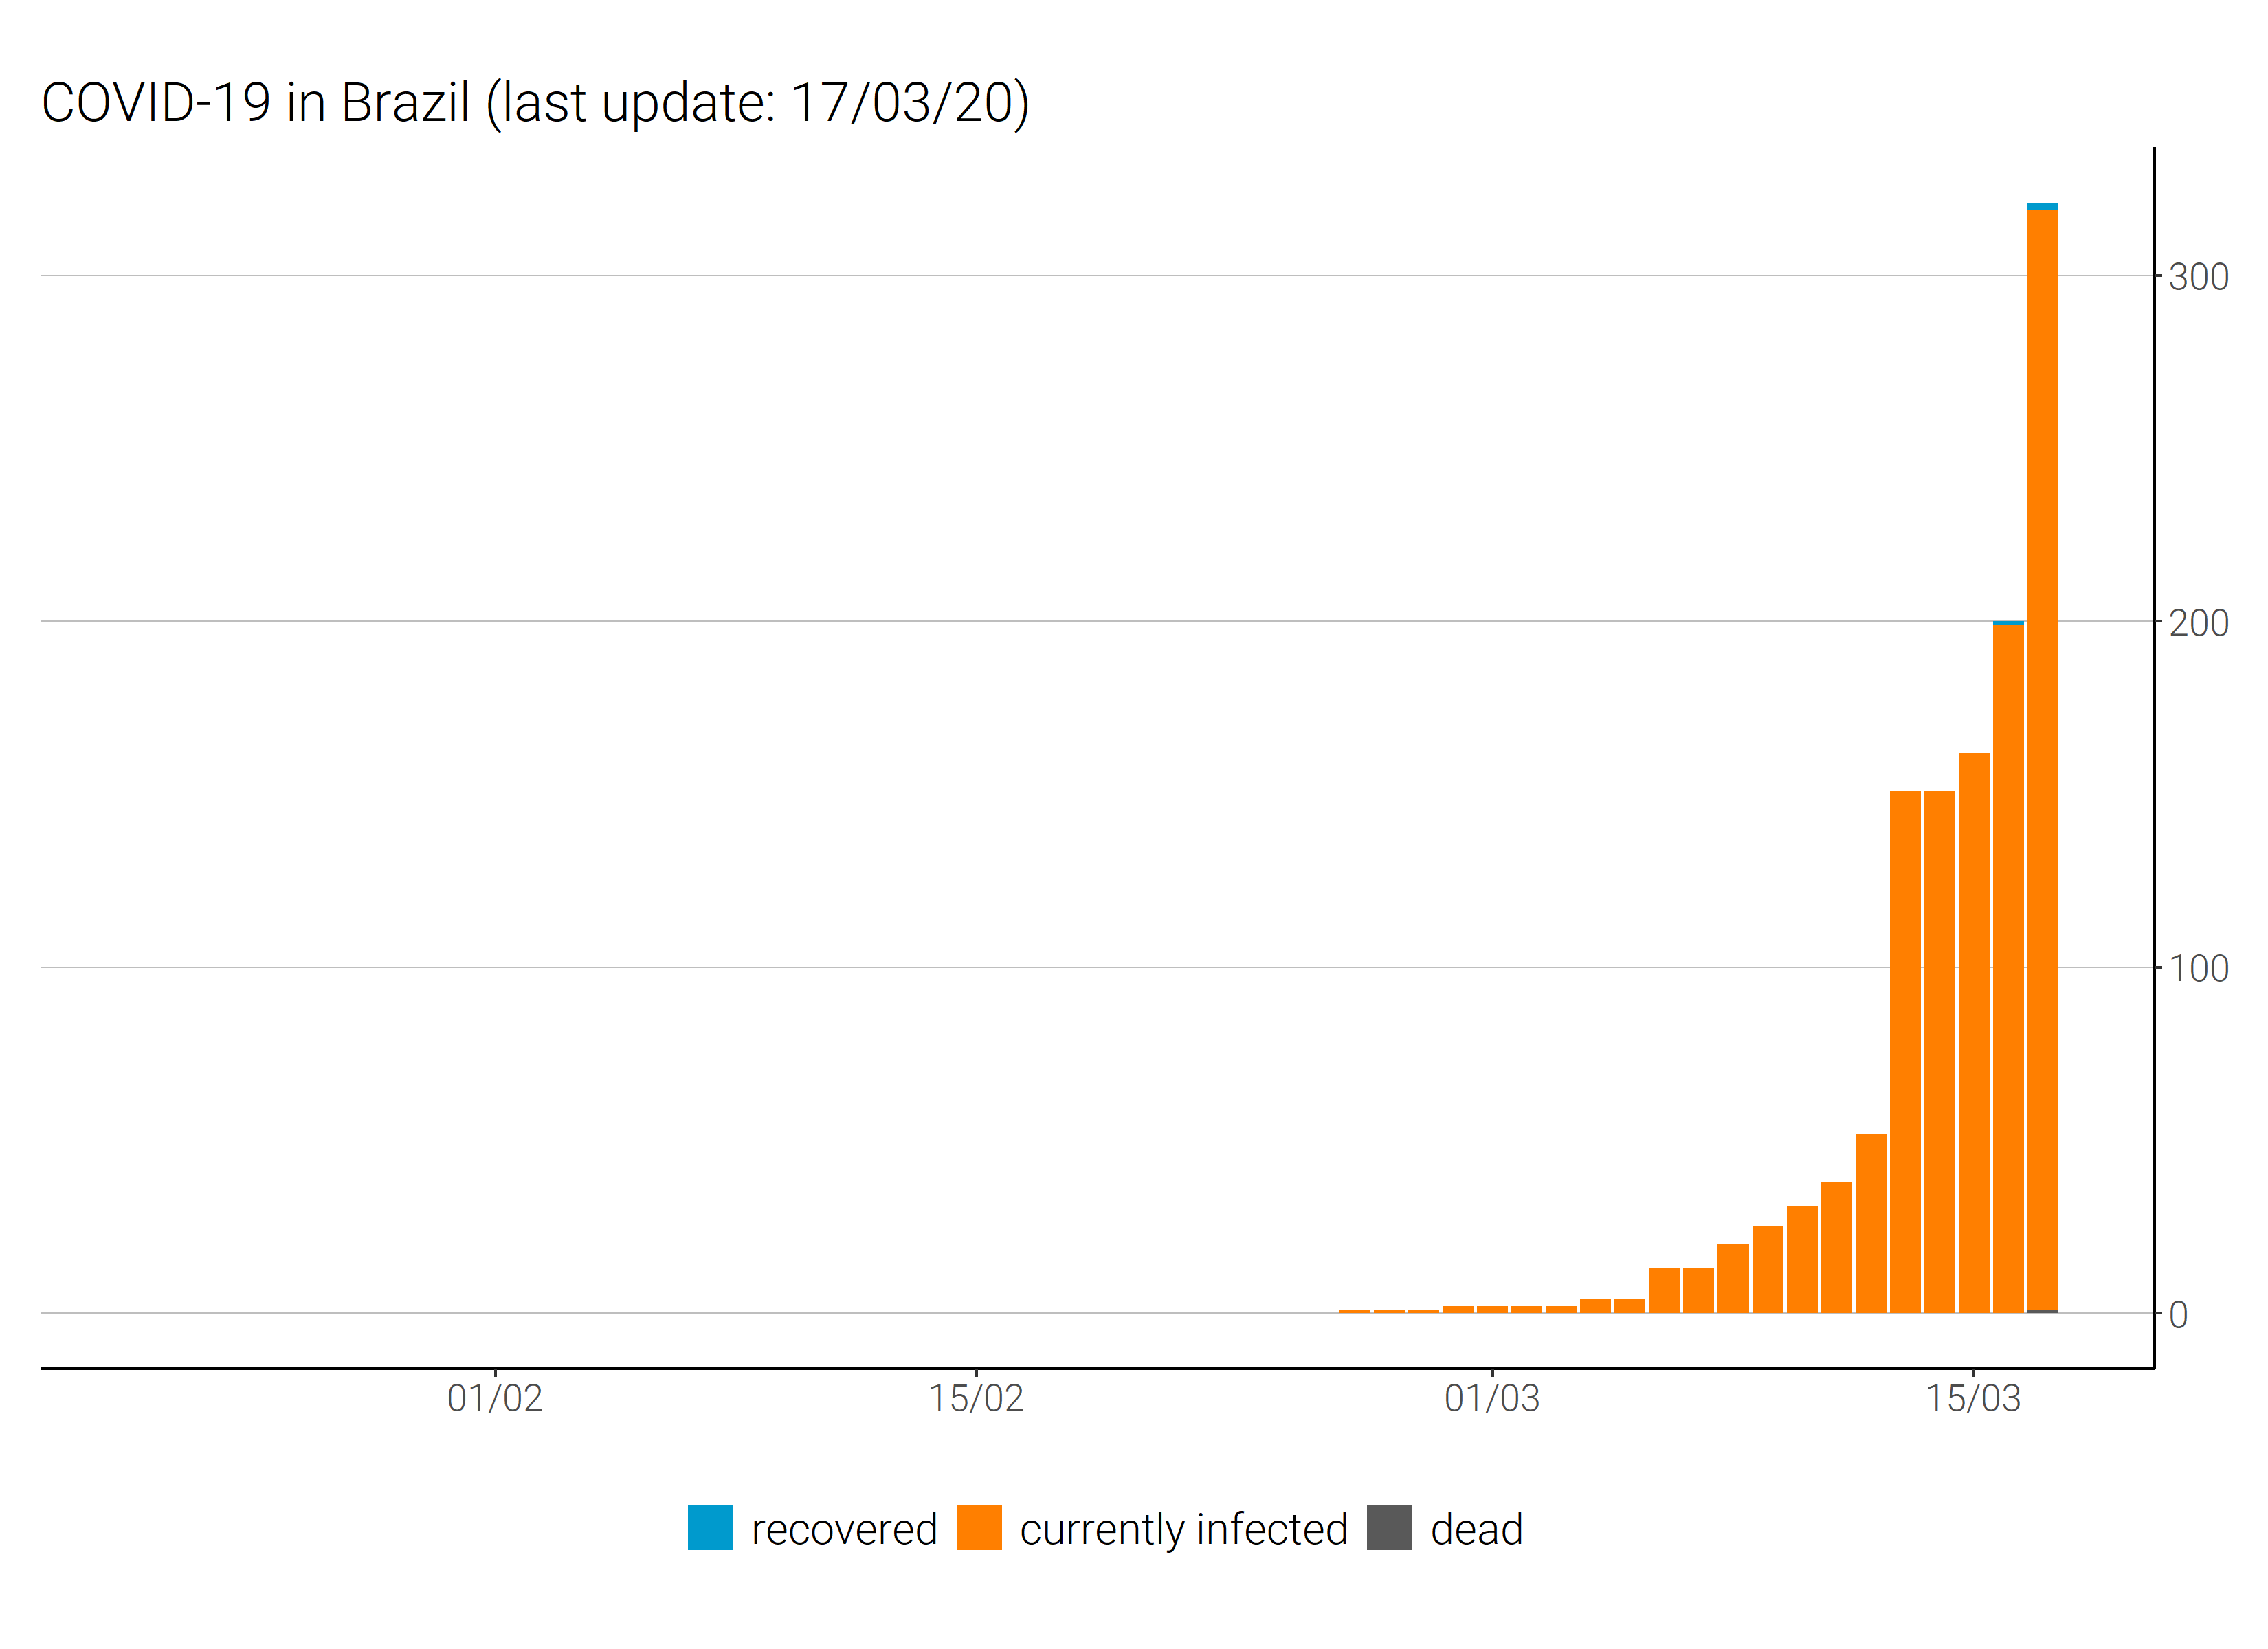 COVID-19 in Brazil (last update: 17/03/20)
300
200
100
0
01/02 15/02 01/03 15/03
recovered currently infected dead